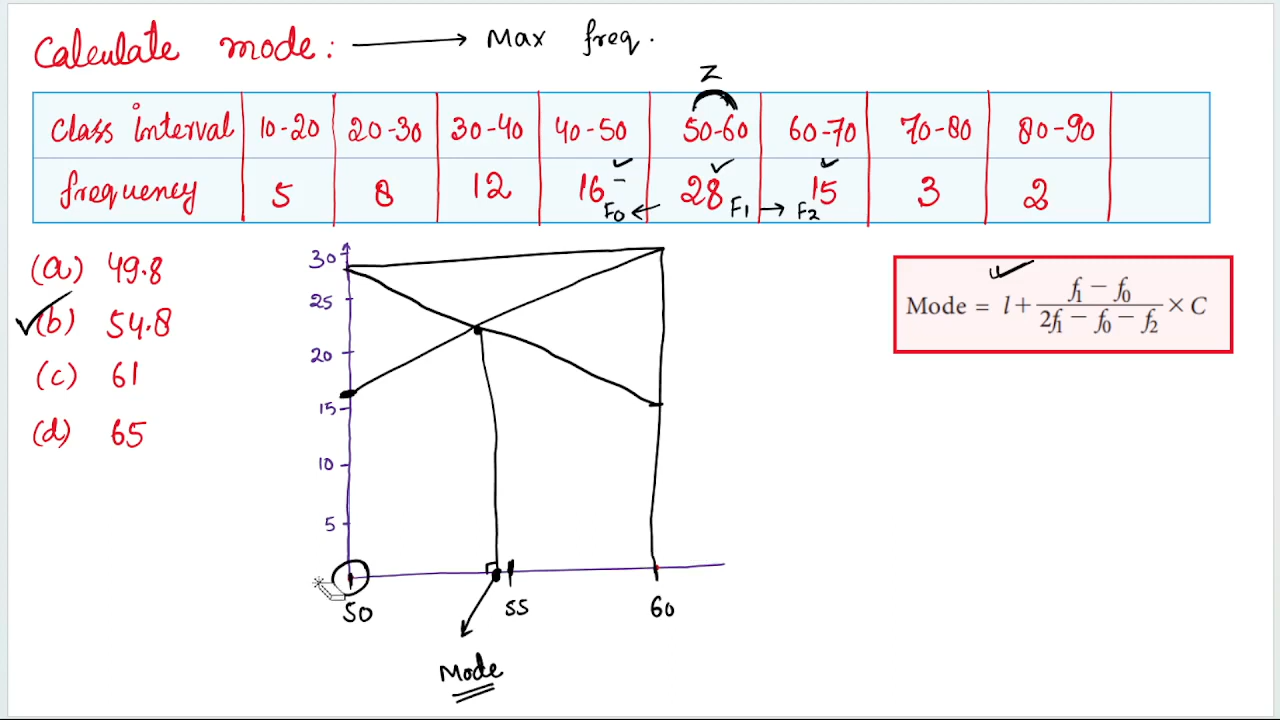 Calculate mode: → Max freq.
Z
Class interval 10-20 20-30 30-40 40-50 50-60 60-70 70-80 80-90
frequency 5 8 12 16 28 15 3 2
F₀ ← F₁ → F₂
(a) 49.8
(b) 54.8
(c) 61
(d) 65
30
25
20
15
10
5
50 55 60
Mode
Mode = l + (f₁ − f₀)/(2f₁ − f₀ − f₂) × C